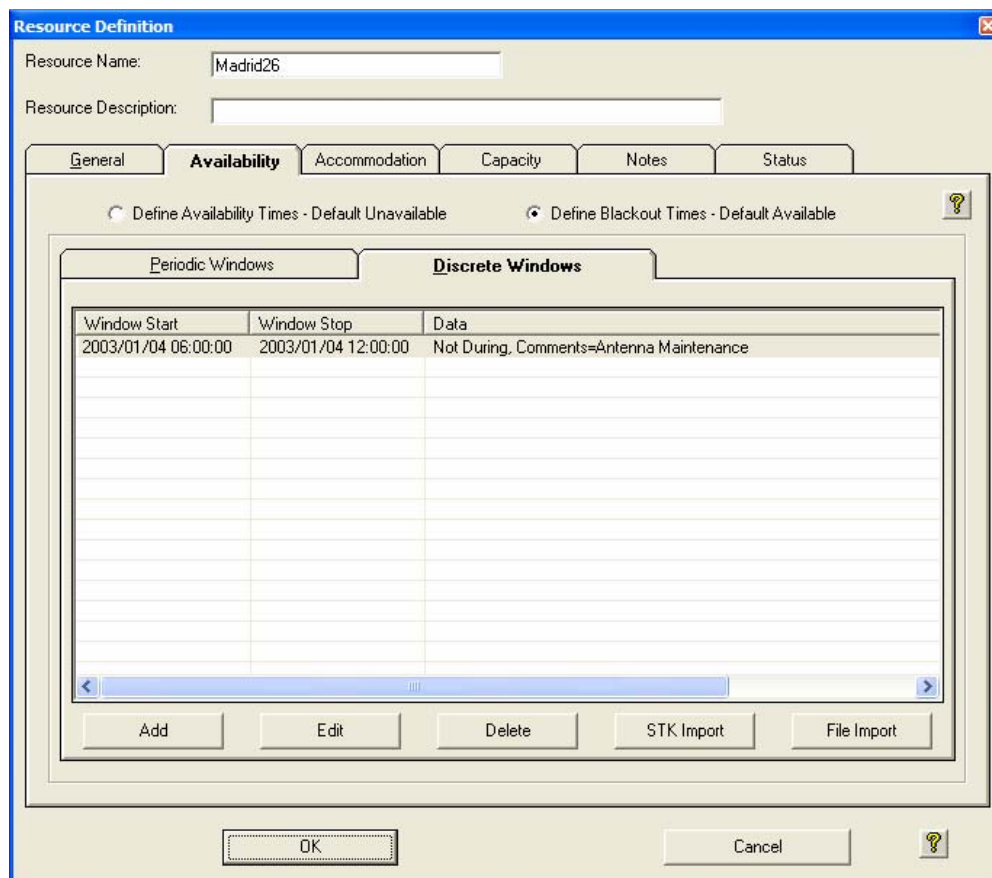 Resource Definition
Resource Name: Madrid26
Resource Description:
General Availability Accommodation Capacity Notes Status
Define Availability Times - Default Unavailable Define Blackout Times - Default Available ?
Periodic Windows Discrete Windows
Window Start Window Stop Data
2003/01/04 06:00:00 2003/01/04 12:00:00 Not During, Comments=Antenna Maintenance
Add Edit Delete STK Import File Import
OK Cancel ?